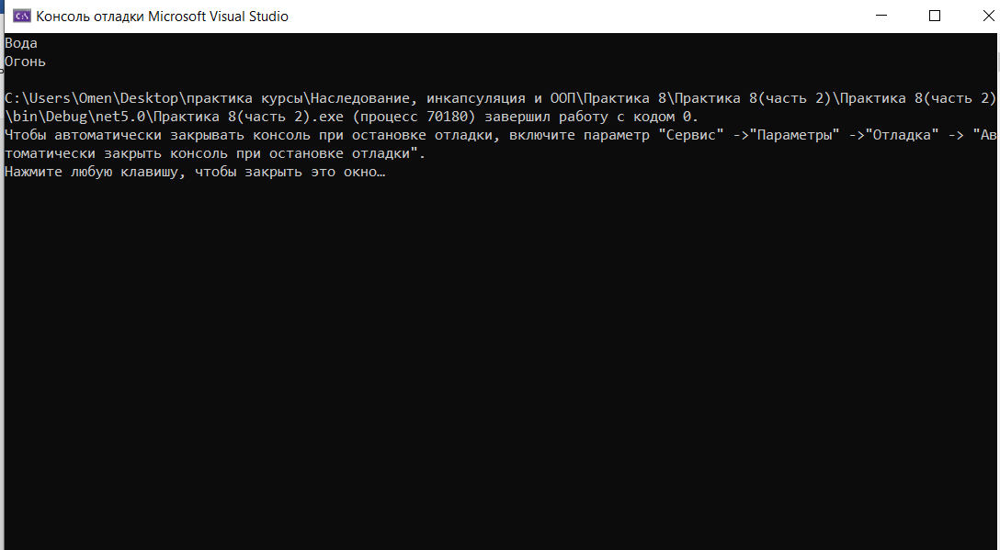 Консоль отладки Microsoft Visual Studio
Вода
Огонь
C:\Users\Omen\Desktop\практика курсы\Наследование, инкапсуляция и ООП\Практика 8\Практика 8(часть 2)\Практика 8(часть 2)
\bin\Debug\net5.0\Практика 8(часть 2).exe (процесс 70180) завершил работу с кодом 0.
Чтобы автоматически закрывать консоль при остановке отладки, включите параметр "Сервис" ->"Параметры" ->"Отладка" -> "Ав
томатически закрыть консоль при остановке отладки".
Нажмите любую клавишу, чтобы закрыть это окно…